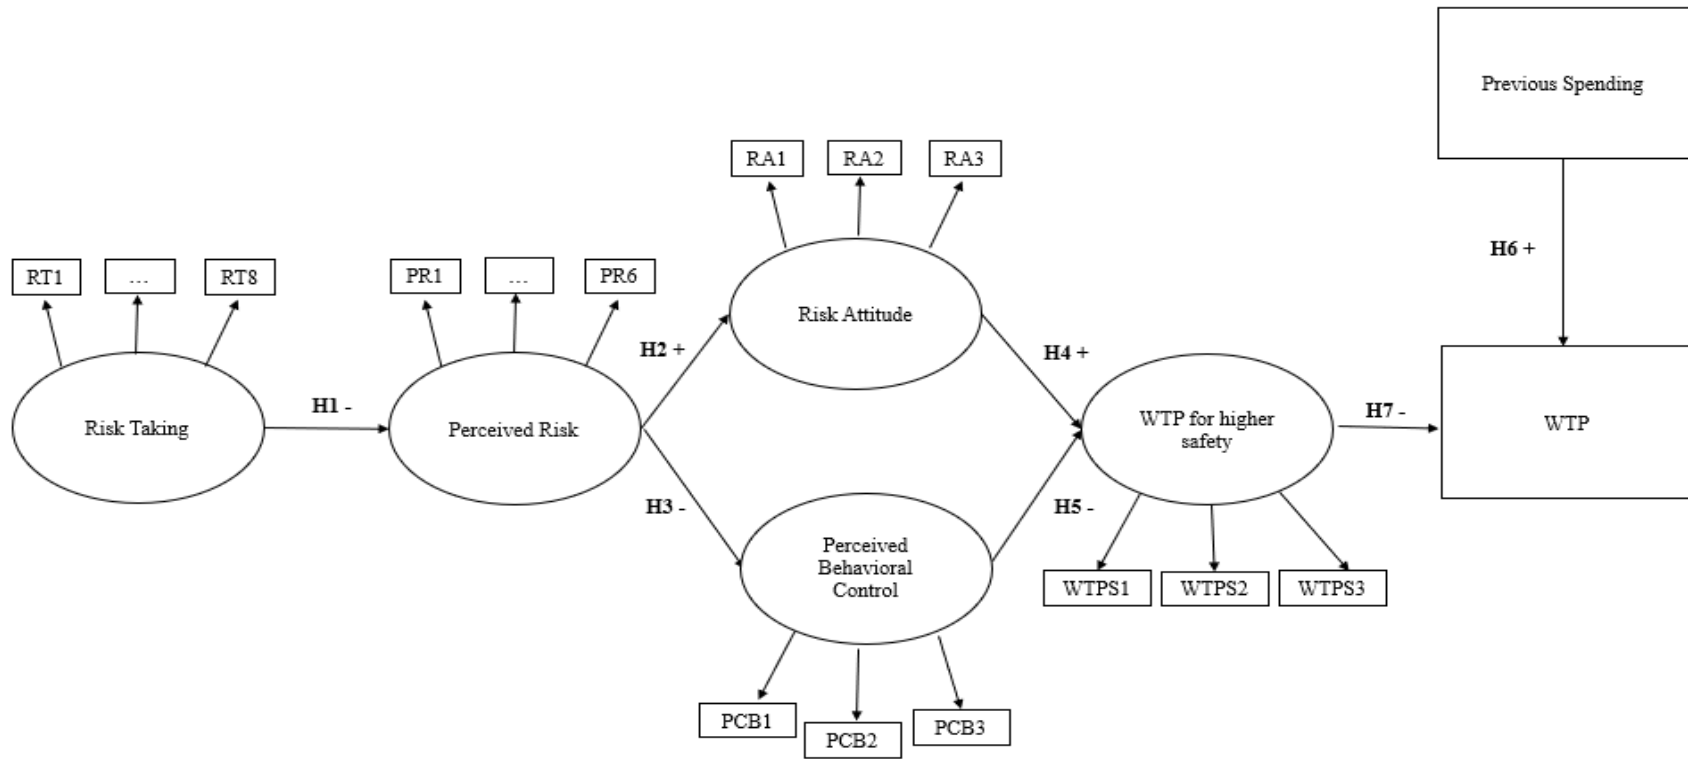 Previous Spending
RA1
RA2
RA3
H6 +
RT1
...
RT8
PR1
...
PR6
Risk Attitude
H2 +
H4 +
Risk Taking
H1 -
Perceived Risk
WTP for higher
safety
H7 -
WTP
H3 -
H5 -
Perceived
Behavioral
Control
WTPS1
WTPS2
WTPS3
PCB1
PCB2
PCB3